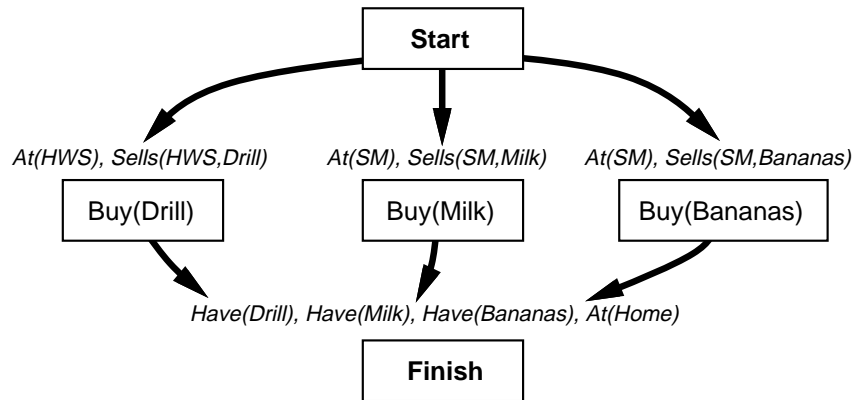 Start
At(HWS), Sells(HWS,Drill) At(SM), Sells(SM,Milk) At(SM), Sells(SM,Bananas)
Buy(Drill) Buy(Milk) Buy(Bananas)
Have(Drill), Have(Milk), Have(Bananas), At(Home)
Finish